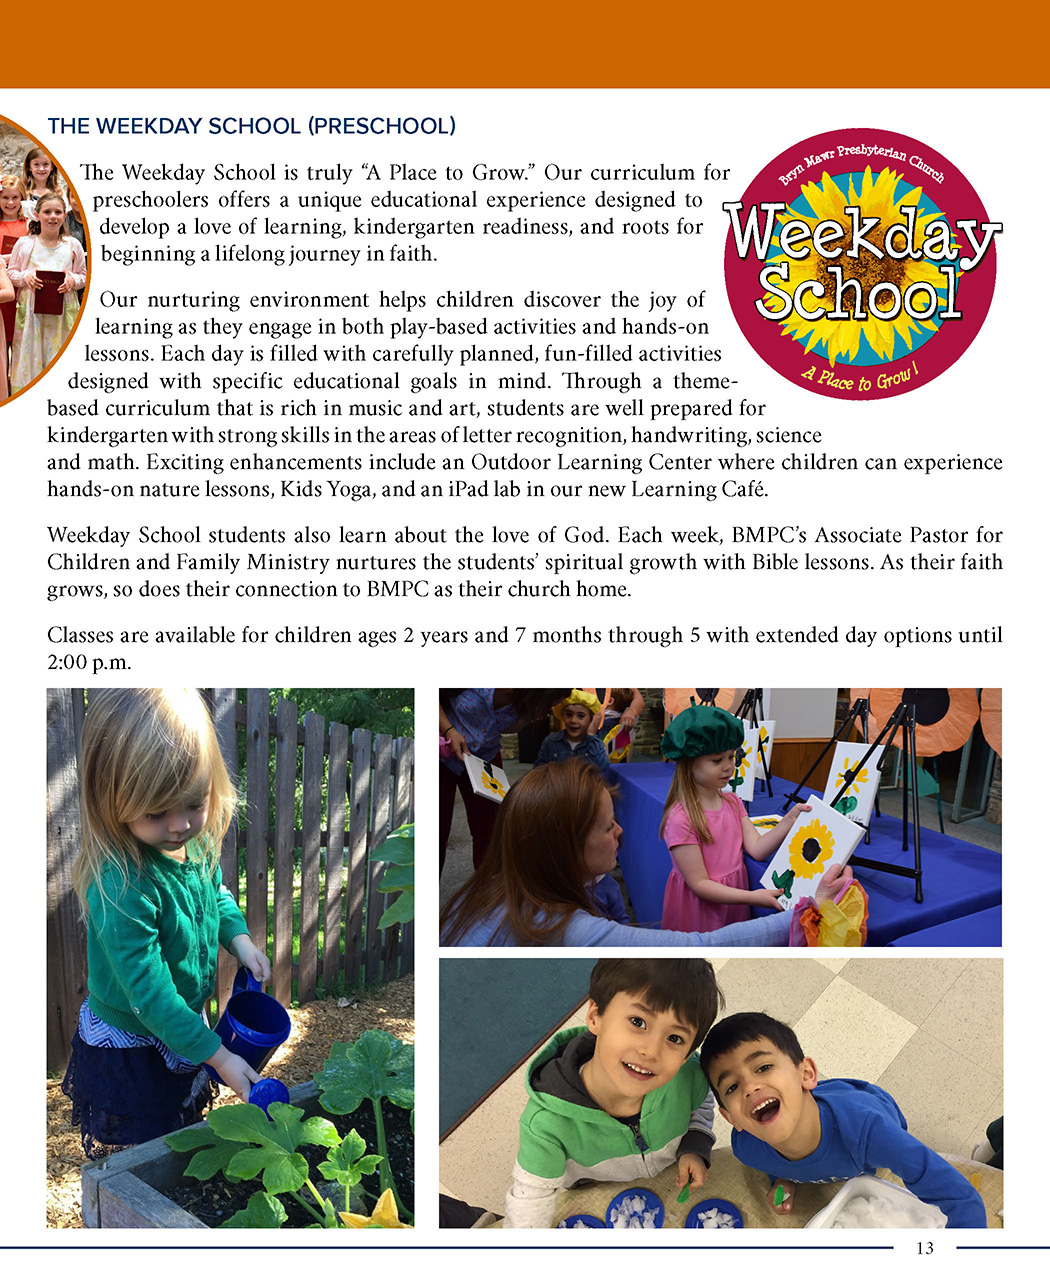 THE WEEKDAY SCHOOL (PRESCHOOL)
The Weekday School is truly “A Place to Grow.” Our curriculum for
preschoolers offers a unique educational experience designed to
develop a love of learning, kindergarten readiness, and roots for
beginning a lifelong journey in faith.
Bryn Mawr Presbyterian Church
Weekday
School
A Place to Grow!
Our nurturing environment helps children discover the joy of
learning as they engage in both play-based activities and hands-on
lessons. Each day is filled with carefully planned, fun-filled activities
designed with specific educational goals in mind. Through a theme-
based curriculum that is rich in music and art, students are well prepared for
kindergarten with strong skills in the areas of letter recognition, handwriting, science
and math. Exciting enhancements include an Outdoor Learning Center where children can experience
hands-on nature lessons, Kids Yoga, and an iPad lab in our new Learning Café.
Weekday School students also learn about the love of God. Each week, BMPC’s Associate Pastor for
Children and Family Ministry nurtures the students’ spiritual growth with Bible lessons. As their faith
grows, so does their connection to BMPC as their church home.
Classes are available for children ages 2 years and 7 months through 5 with extended day options until
2:00 p.m.
13